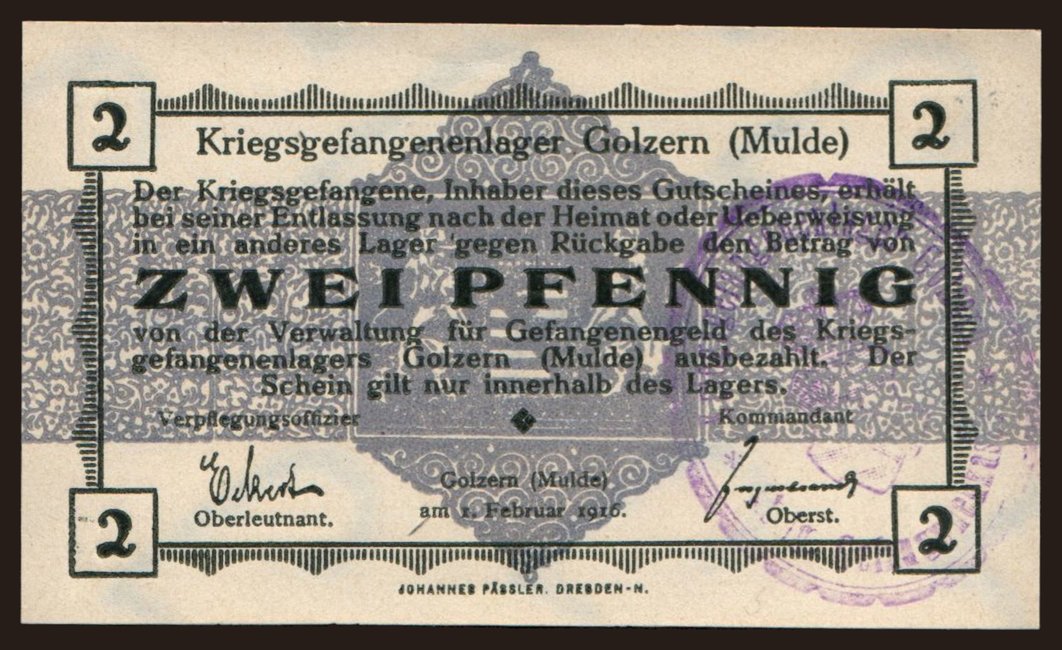 2 2
Kriegsgefangenenlager Golzern (Mulde)
Der Kriegsgefangene, Inhaber dieses Gutscheines, erhält
bei seiner Entlassung nach der Heimat oder Ueberweisung
in ein anderes Lager gegen Rückgabe den Betrag von
ZWEI PFENNIG
von der Verwaltung für Gefangenengeld des Kriegs-
gefangenenlagers Golzern (Mulde) ausbezahlt. Der
Schein gilt nur innerhalb des Lagers.
Verpflegungsoffizier Kommandant
Eckert
Golzern (Mulde)
Oberleutnant. am 1. Februar 1916. Oberst.
2 2
JOHANNES PÄSSLER. DRESDEN-N.